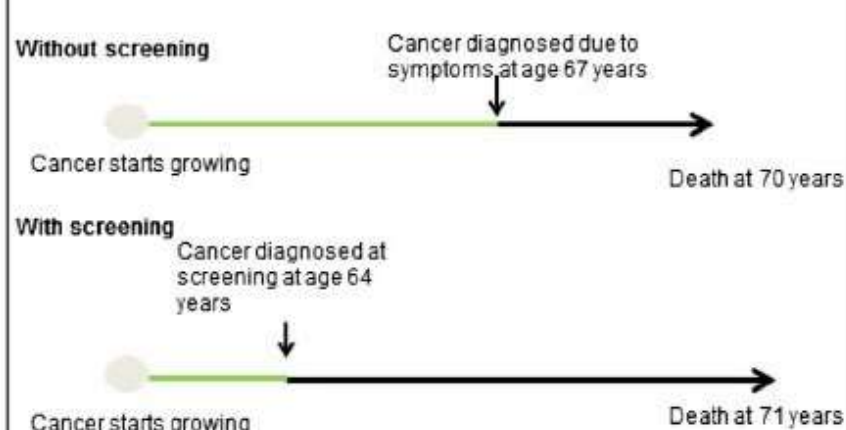 Without screening
Cancer diagnosed due to
symptoms at age 67 years
Cancer starts growing
Death at 70 years
With screening
Cancer diagnosed at
screening at age 64
years
Cancer starts growing
Death at 71 years